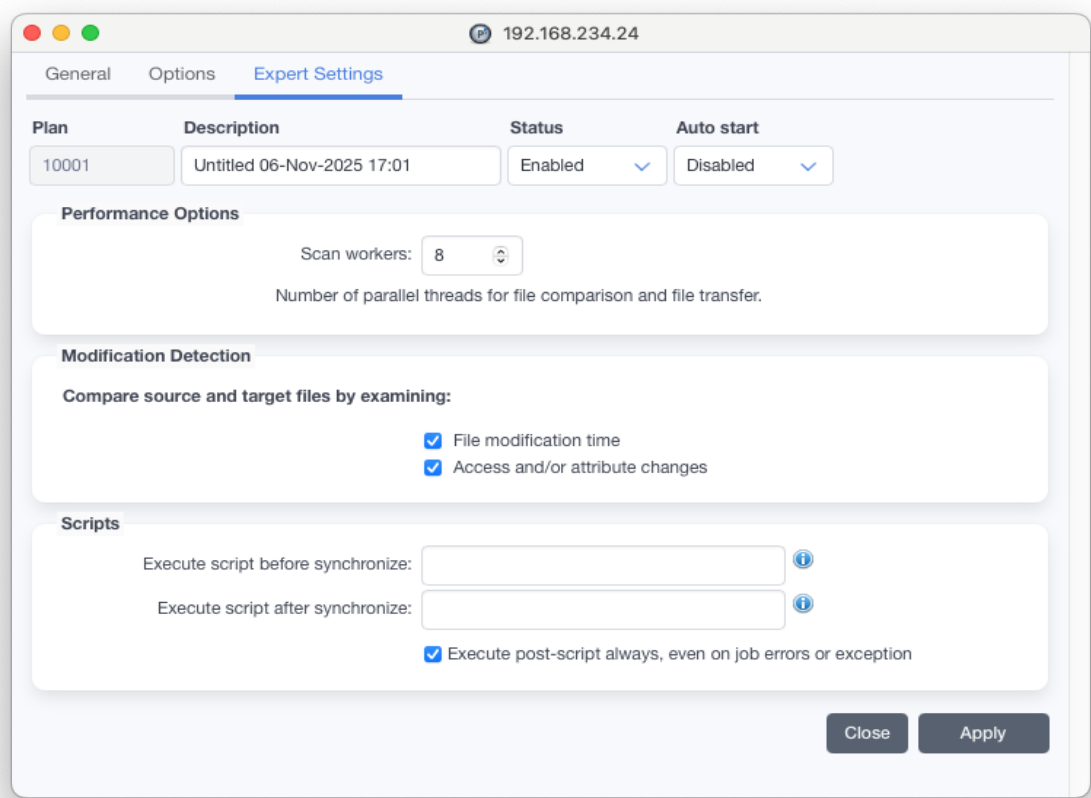 192.168.234.24
General Options Expert Settings
Plan Description Status Auto start
10001 Untitled 06-Nov-2025 17:01 Enabled Disabled
Performance Options
Scan workers: 8
Number of parallel threads for file comparison and file transfer.
Modification Detection
Compare source and target files by examining:
File modification time
Access and/or attribute changes
Scripts
Execute script before synchronize:
Execute script after synchronize:
Execute post-script always, even on job errors or exception
Close Apply